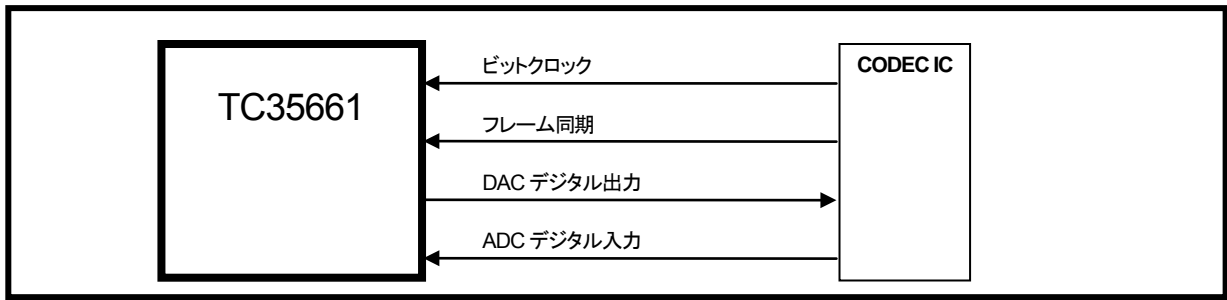 TC35661
ビットクロック
フレーム同期
DAC デジタル出力
ADC デジタル入力
CODEC IC